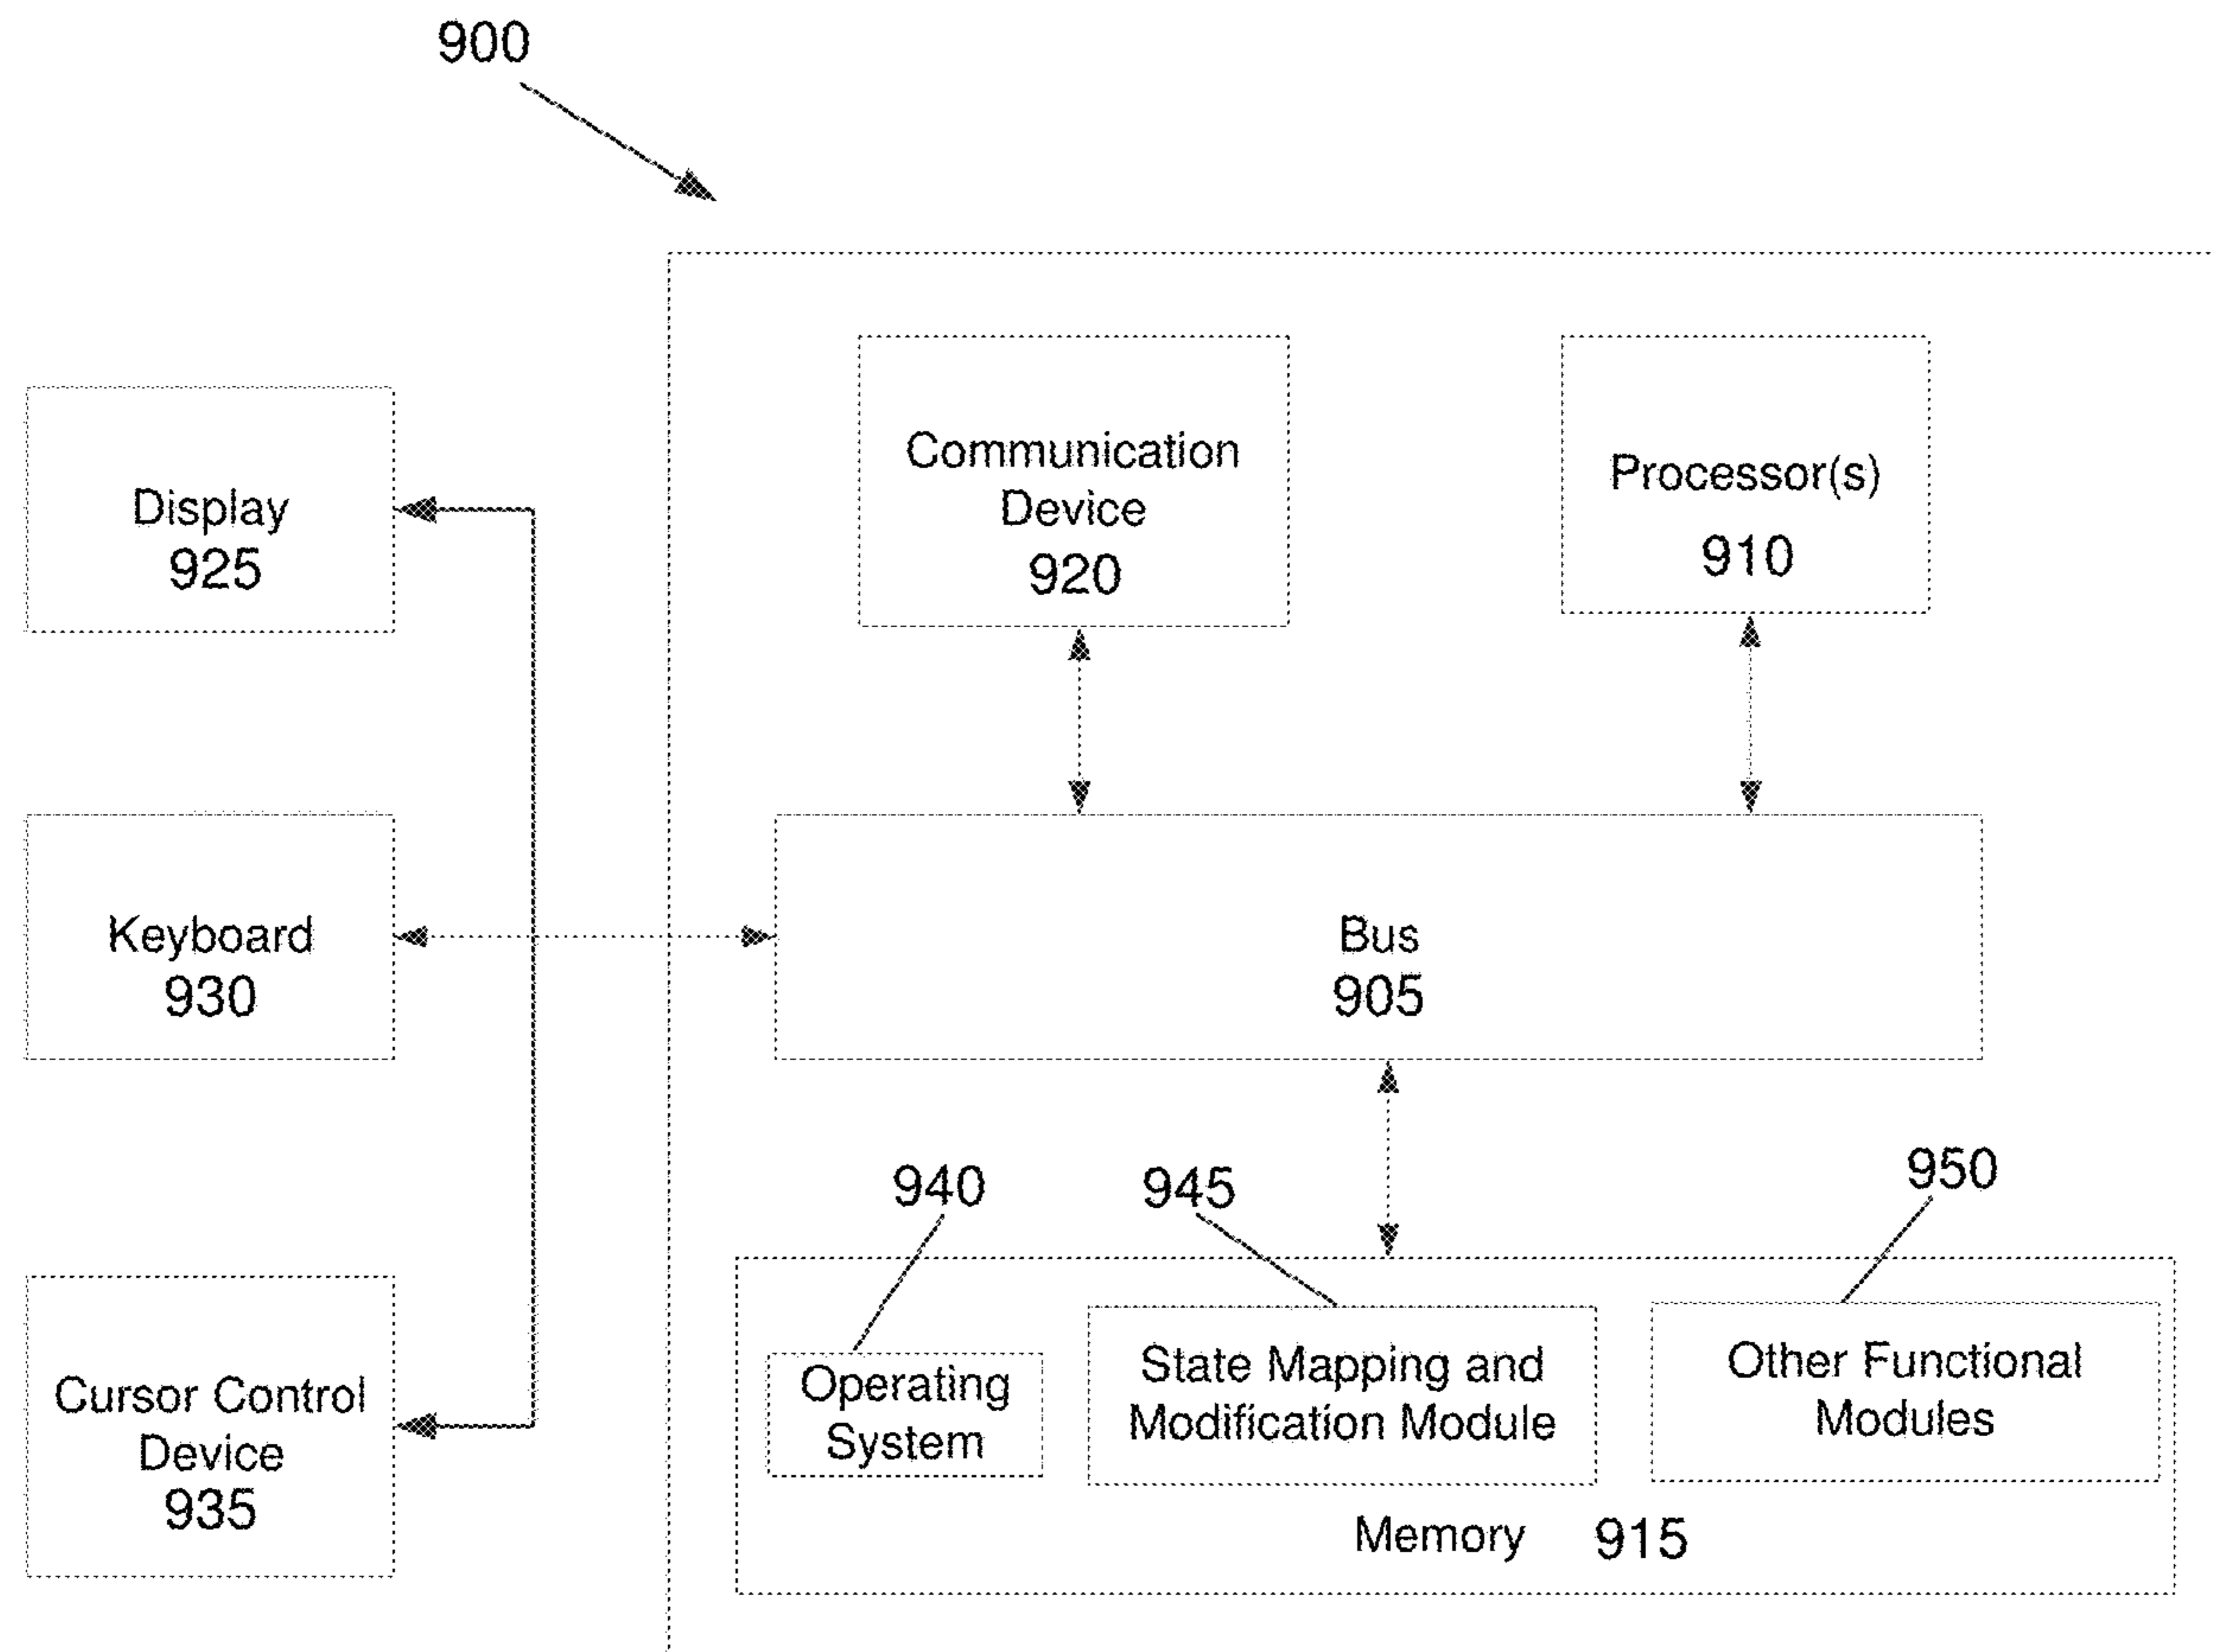 900
Communication
Device
920
Processor(s)
910
Display
925
Keyboard
930
Bus
905
940
945
950
Cursor Control
Device
935
Operating
System
State Mapping and
Modification Module
Other Functional
Modules
Memory 915